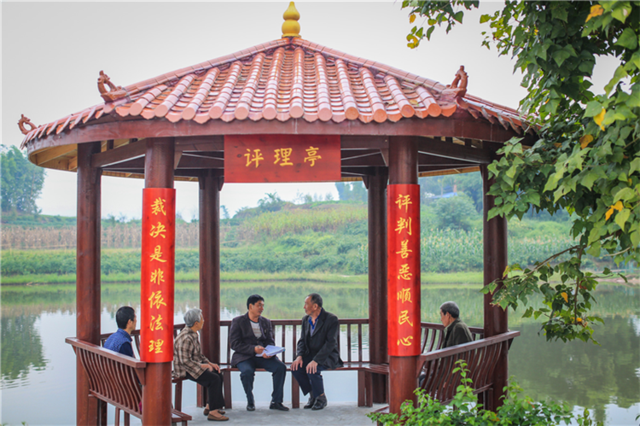 评理亭
评判善恶顺民心
裁决是非依法理